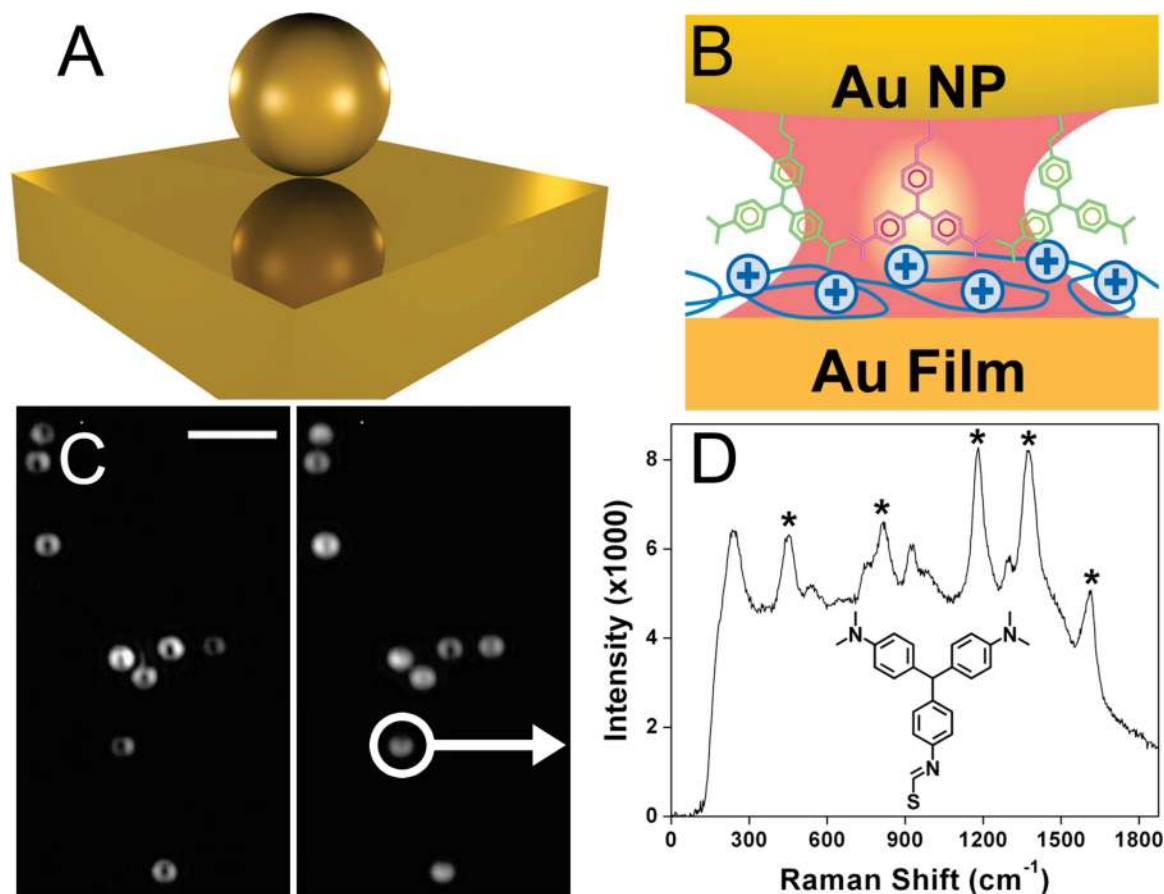 A
B
Au NP
+ + + + + +
Au Film
C
D
* * * * *
Intensity (x1000)
8
6
4
2
0
N N
N
S
0 300 600 900 1200 1500 1800
Raman Shift (cm⁻¹)